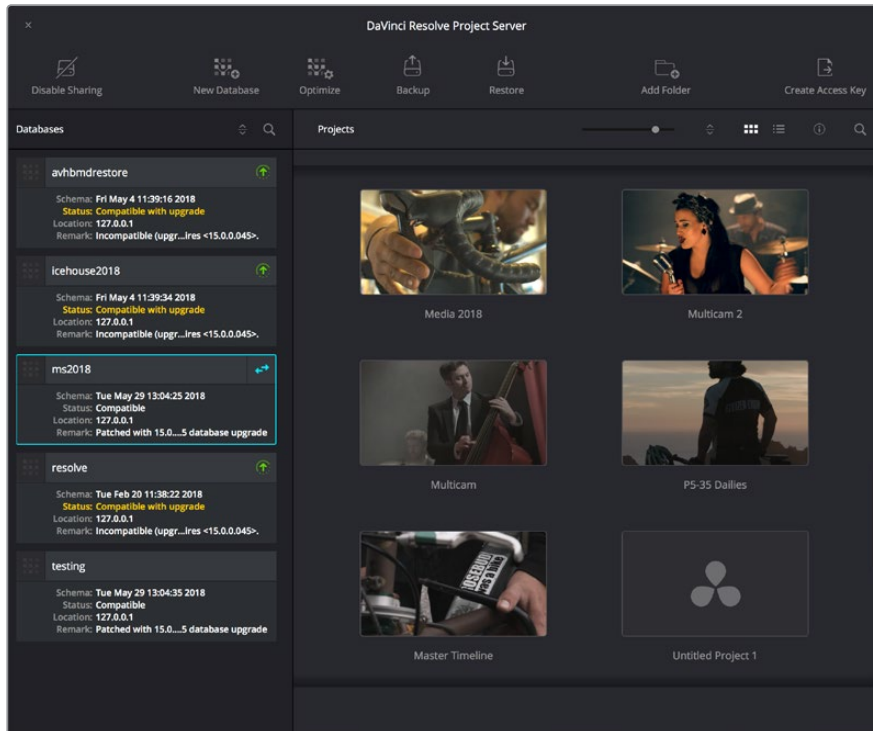 DaVinci Resolve Project Server
Disable Sharing
New Database
Optimize
Backup
Restore
Add Folder
Create Access Key
Databases
Projects
avhbmdrestore
Schema: Fri May 4 11:39:16 2018
Status: Compatible with upgrade
Location: 127.0.0.1
Remark: Incompatible (upgr...ires <15.0.0.045>.
icehouse2018
Schema: Fri May 4 11:39:34 2018
Status: Compatible with upgrade
Location: 127.0.0.1
Remark: Incompatible (upgr...ires <15.0.0.045>.
ms2018
Schema: Tue May 29 13:04:25 2018
Status: Compatible
Location: 127.0.0.1
Remark: Patched with 15.0....5 database upgrade
resolve
Schema: Tue Feb 20 11:38:22 2018
Status: Compatible with upgrade
Location: 127.0.0.1
Remark: Incompatible (upgr...ires <15.0.0.045>.
testing
Schema: Tue May 29 13:04:35 2018
Status: Compatible
Location: 127.0.0.1
Remark: Patched with 15.0....5 database upgrade
Media 2018
Multicam 2
Multicam
P5-35 Dailies
Master Timeline
Untitled Project 1